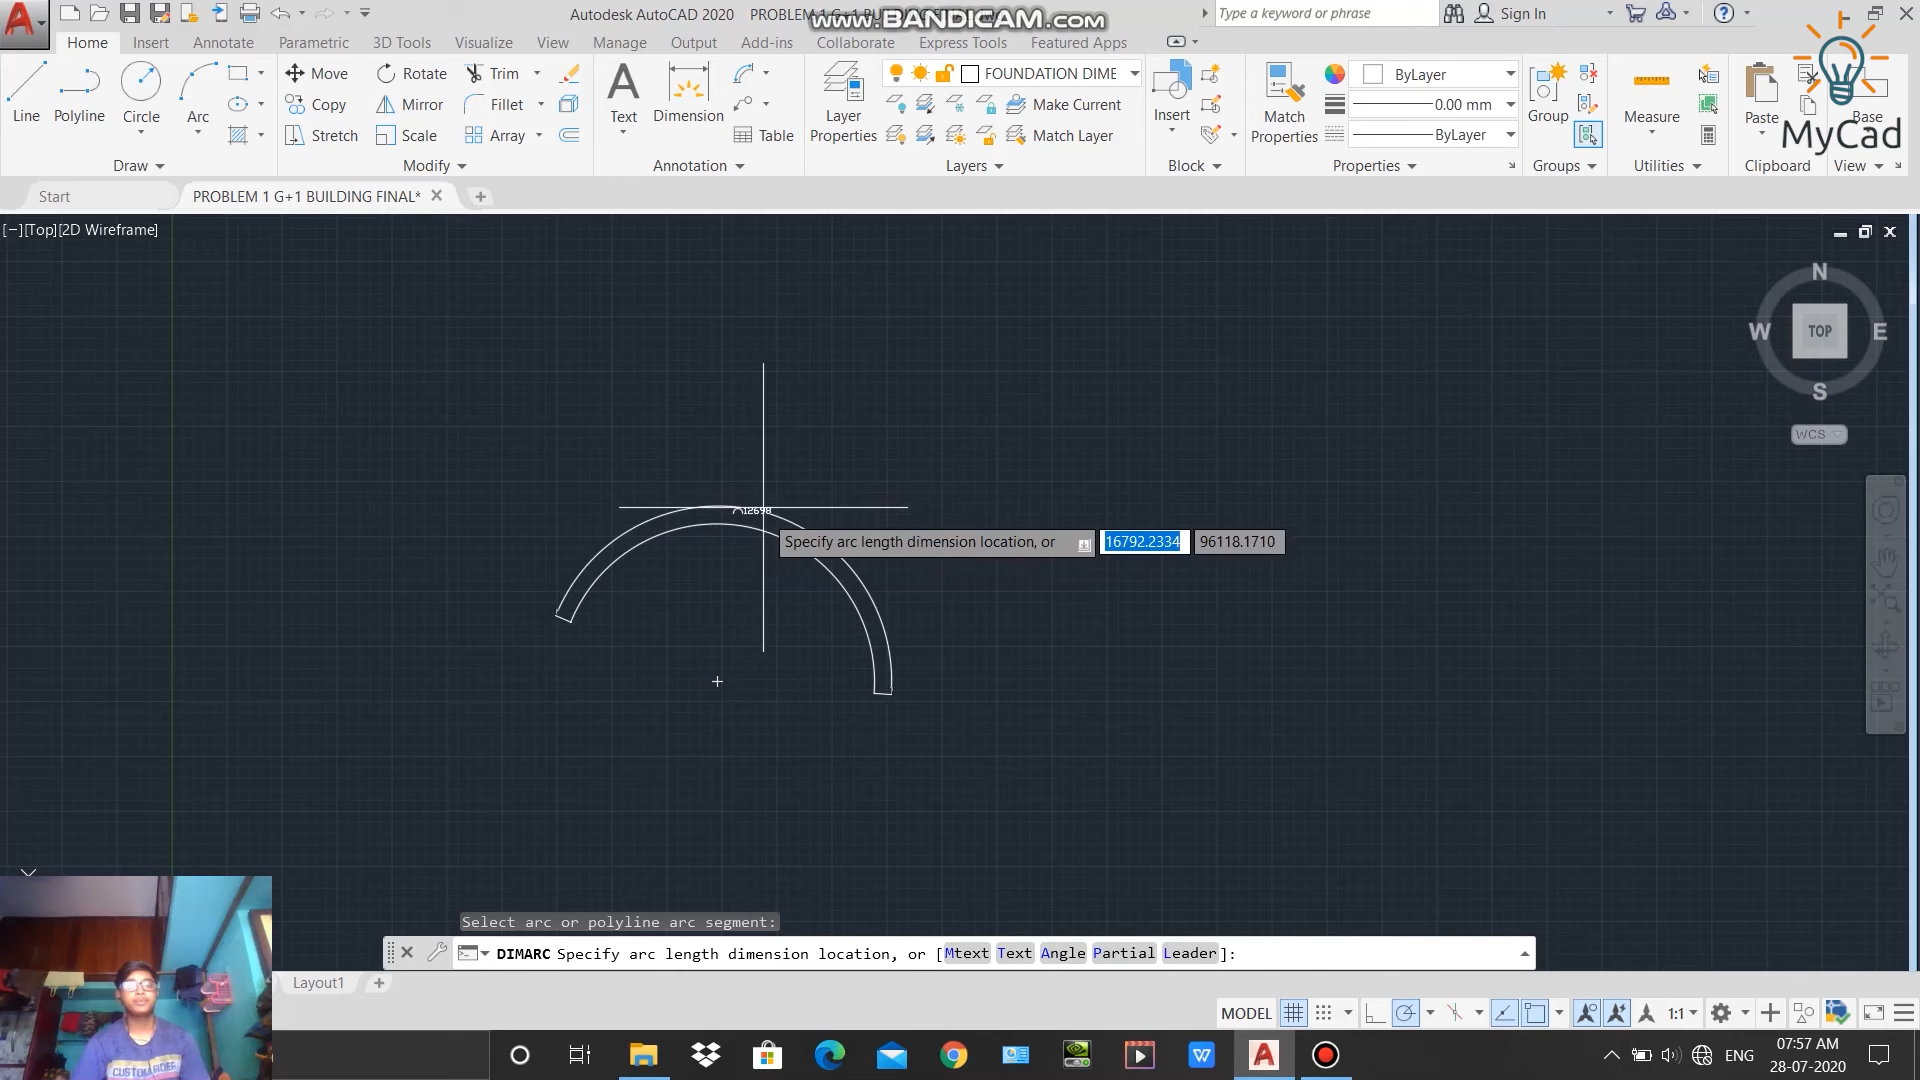 Autodesk AutoCAD 2020
PROBLEM 1 G+1
www.BANDICAM.com
Type a keyword or phrase
Sign In
Home
Insert
Annotate
Parametric
3D Tools
Visualize
View
Manage
Output
Add-ins
Collaborate
Express Tools
Featured Apps
Line
Polyline
Circle
Arc
Move
Copy
Stretch
Rotate
Mirror
Scale
Trim
Fillet
Array
Text
Dimension
Table
Layer
Properties
FOUNDATION DIME
Make Current
Match Layer
Insert
Match
Properties
ByLayer
0.00 mm
ByLayer
Group
Measure
Paste
Base
MyCad
Draw
Modify
Annotation
Layers
Block
Properties
Groups
Utilities
Clipboard
View
Start
PROBLEM 1 G+1 BUILDING FINAL*
[−][Top][2D Wireframe]
N
W
TOP
E
S
WCS
12698
Specify arc length dimension location, or
16792.2334
96118.1710
Select arc or polyline arc segment:
DIMARC Specify arc length dimension location, or [Mtext Text Angle Partial Leader]:
CUSTOM RIDER
Layout1
MODEL
1:1
ENG
07:57 AM
28-07-2020